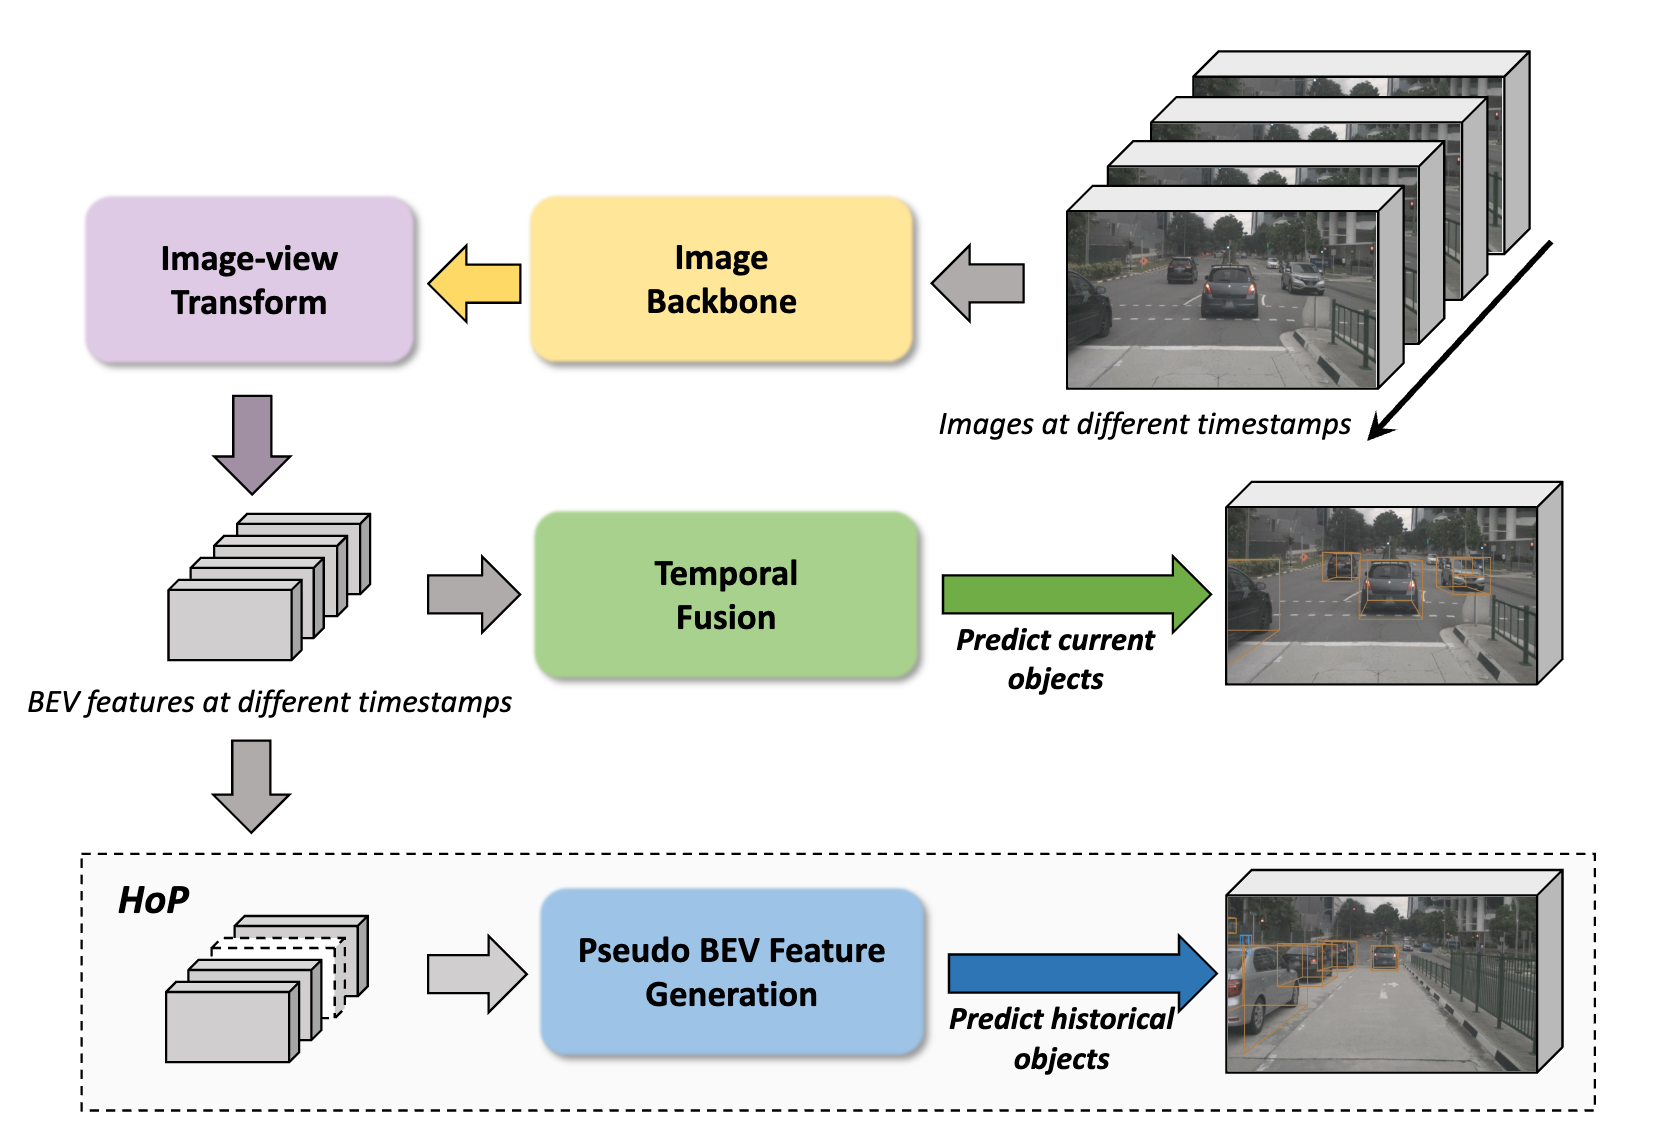 Image-view
Transform
Image
Backbone
Images at different timestamps
Temporal
Fusion
Predict current
objects
BEV features at different timestamps
HoP
Pseudo BEV Feature
Generation
Predict historical
objects